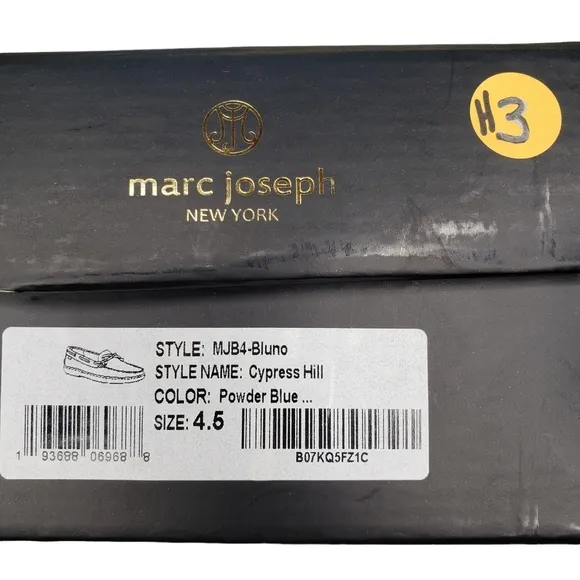 H3
marc joseph
NEW YORK
STYLE: MJB4-Bluno
STYLE NAME: Cypress Hill
COLOR: Powder Blue ...
SIZE: 4.5
1 93688 06968 8
B07KQ5FZ1C